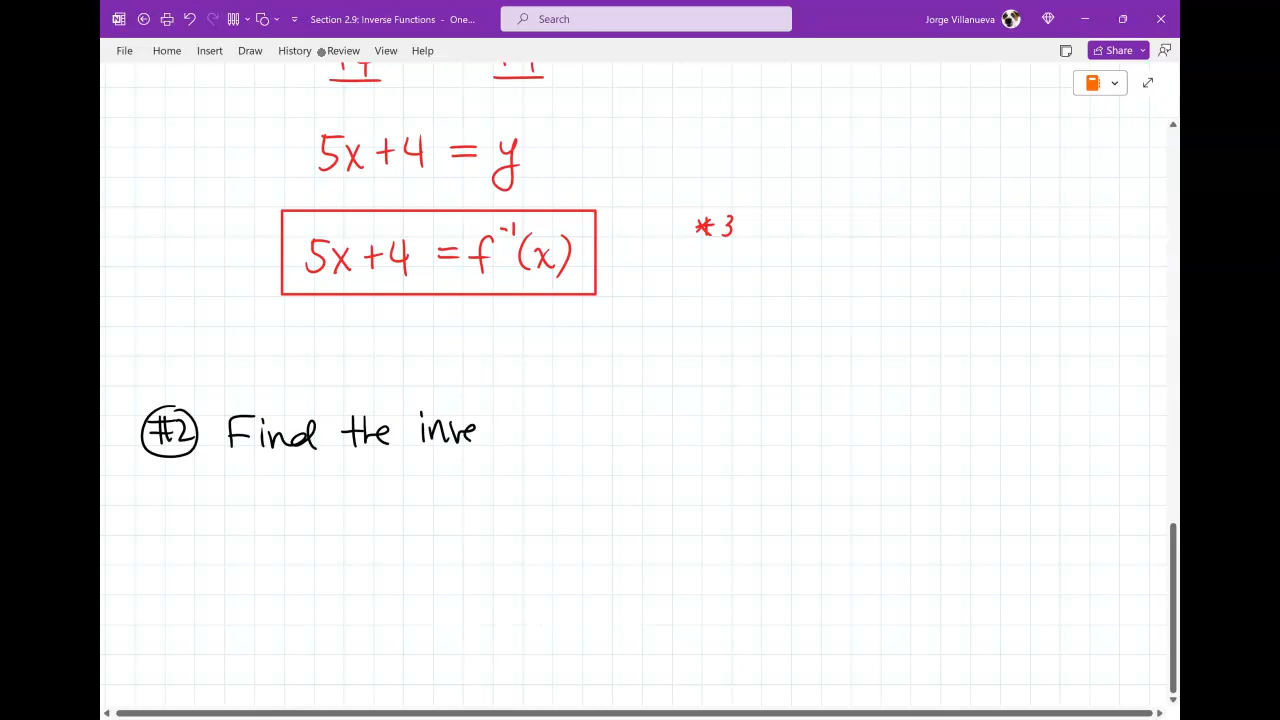 Section 2.9: Inverse Functions - One...
Search
Jorge Villanueva
File Home Insert Draw History Review View Help
Share
5x+4 = y
5x+4 = f⁻¹(x)
*3
#2 Find the inve